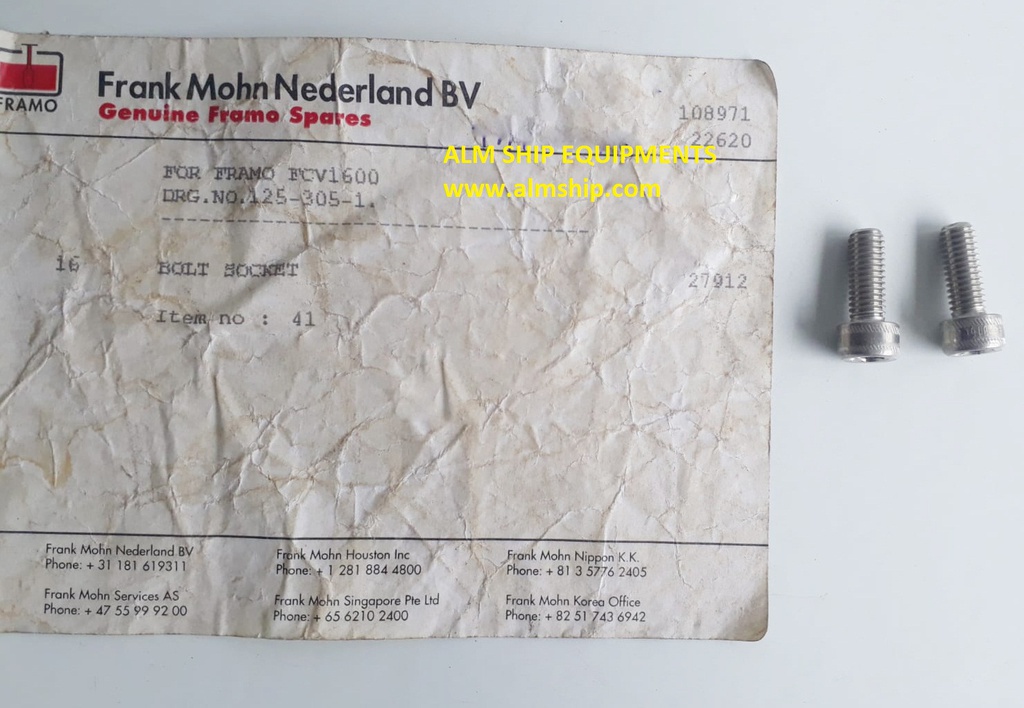 FRAMO
Frank Mohn Nederland BV
Genuine Framo Spares
108971
22620
ALM SHIP EQUIPMENTS
www.almship.com
FOR FRAMO FCV1600
DRG.NO.125-305-1.
16 BOLT SOCKET 27912
Item no : 41
Frank Mohn Nederland BV
Phone: + 31 181 619311
Frank Mohn Houston Inc
Phone: + 1 281 884 4800
Frank Mohn Nippon K.K.
Phone: + 81 3 5776 2405
Frank Mohn Services AS
Phone: + 47 55 99 92 00
Frank Mohn Singapore Pte Ltd
Phone: + 65 6210 2400
Frank Mohn Korea Office
Phone: + 82 51 743 6942